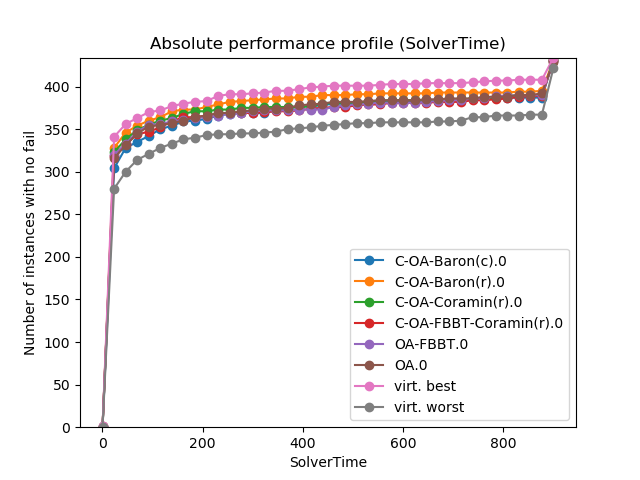 Absolute performance profile (SolverTime)
Number of instances with no fail
400
350
300
250
200
150
100
50
0
C-OA-Baron(c).0
C-OA-Baron(r).0
C-OA-Coramin(r).0
C-OA-FBBT-Coramin(r).0
OA-FBBT.0
OA.0
virt. best
virt. worst
0 200 400 600 800
SolverTime